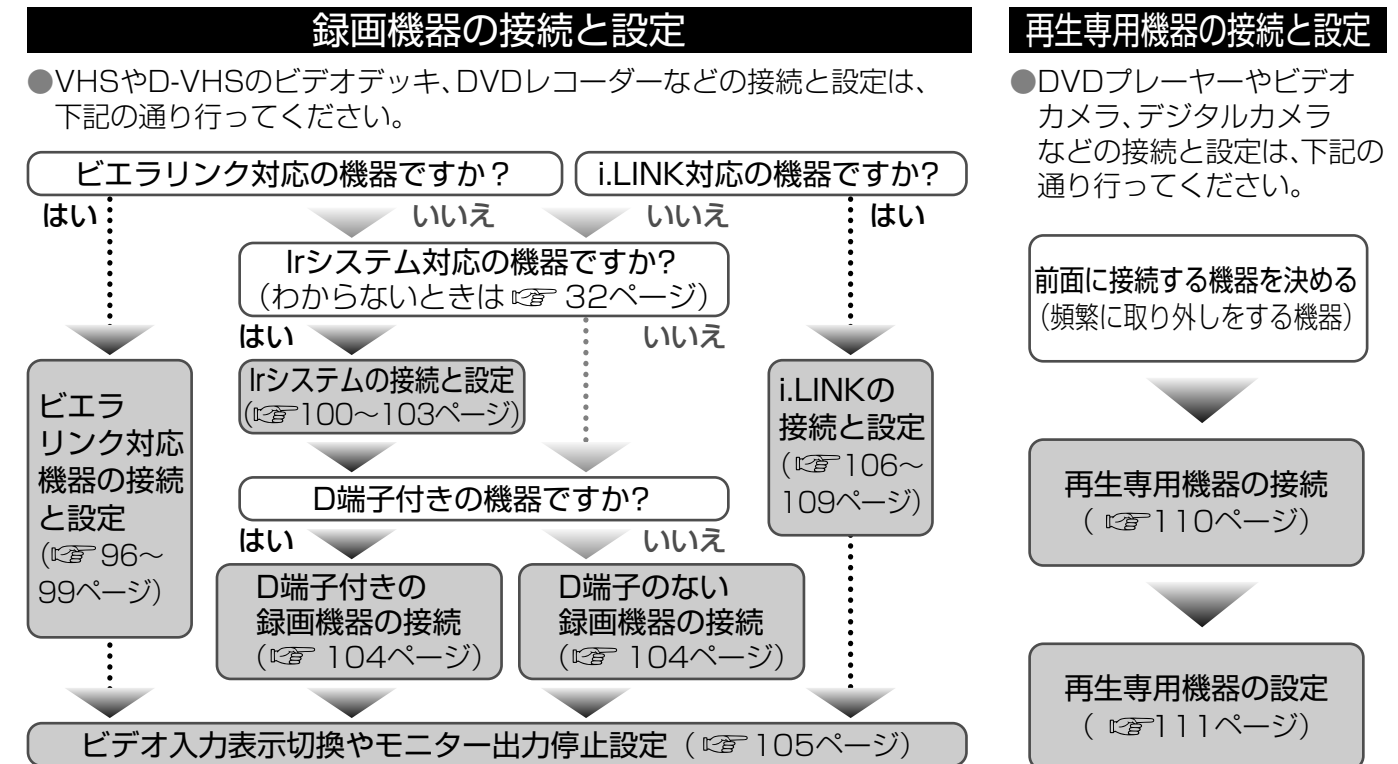 録画機器の接続と設定
●VHSやD-VHSのビデオデッキ、DVDレコーダーなどの接続と設定は、
下記の通り行ってください。
ビエラリンク対応の機器ですか？
i.LINK対応の機器ですか?
はい
いいえ
いいえ
はい
Irシステム対応の機器ですか?
（わからないときは ☞ 32ページ）
はい
いいえ
ビエラ
リンク対応
機器の接続
と設定
(☞ 96～
99ページ)
Irシステムの接続と設定
(☞100～103ページ)
i.LINKの
接続と設定
(☞106～
109ページ)
D端子付きの機器ですか?
はい
いいえ
D端子付きの
録画機器の接続
(☞ 104ページ)
D端子のない
録画機器の接続
(☞ 104ページ)
ビデオ入力表示切換やモニター出力停止設定（☞105ページ）
再生専用機器の接続と設定
●DVDプレーヤーやビデオ
カメラ、デジタルカメラ
などの接続と設定は、下記の
通り行ってください。
前面に接続する機器を決める
（頻繁に取り外しをする機器）
再生専用機器の接続
（☞110ページ）
再生専用機器の設定
（☞111ページ）